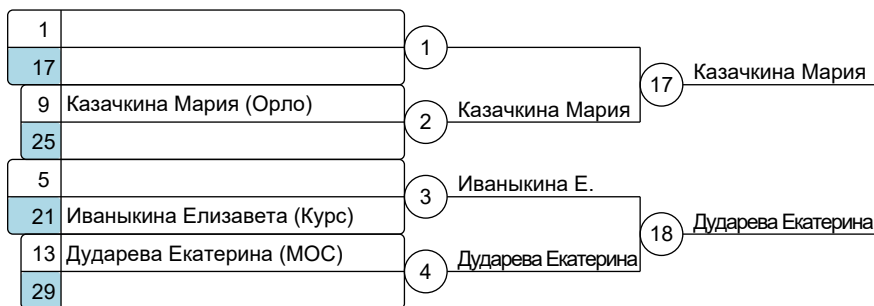 1
17
1
9 Казачкина Мария (Орло)
25
2
Казачкина Мария
17
Казачкина Мария
5
21 Иваныкина Елизавета (Курс)
3
Иваныкина Е.
13 Дударева Екатерина (МОС)
29
4
Дударева Екатерина
18
Дударева Екатерина